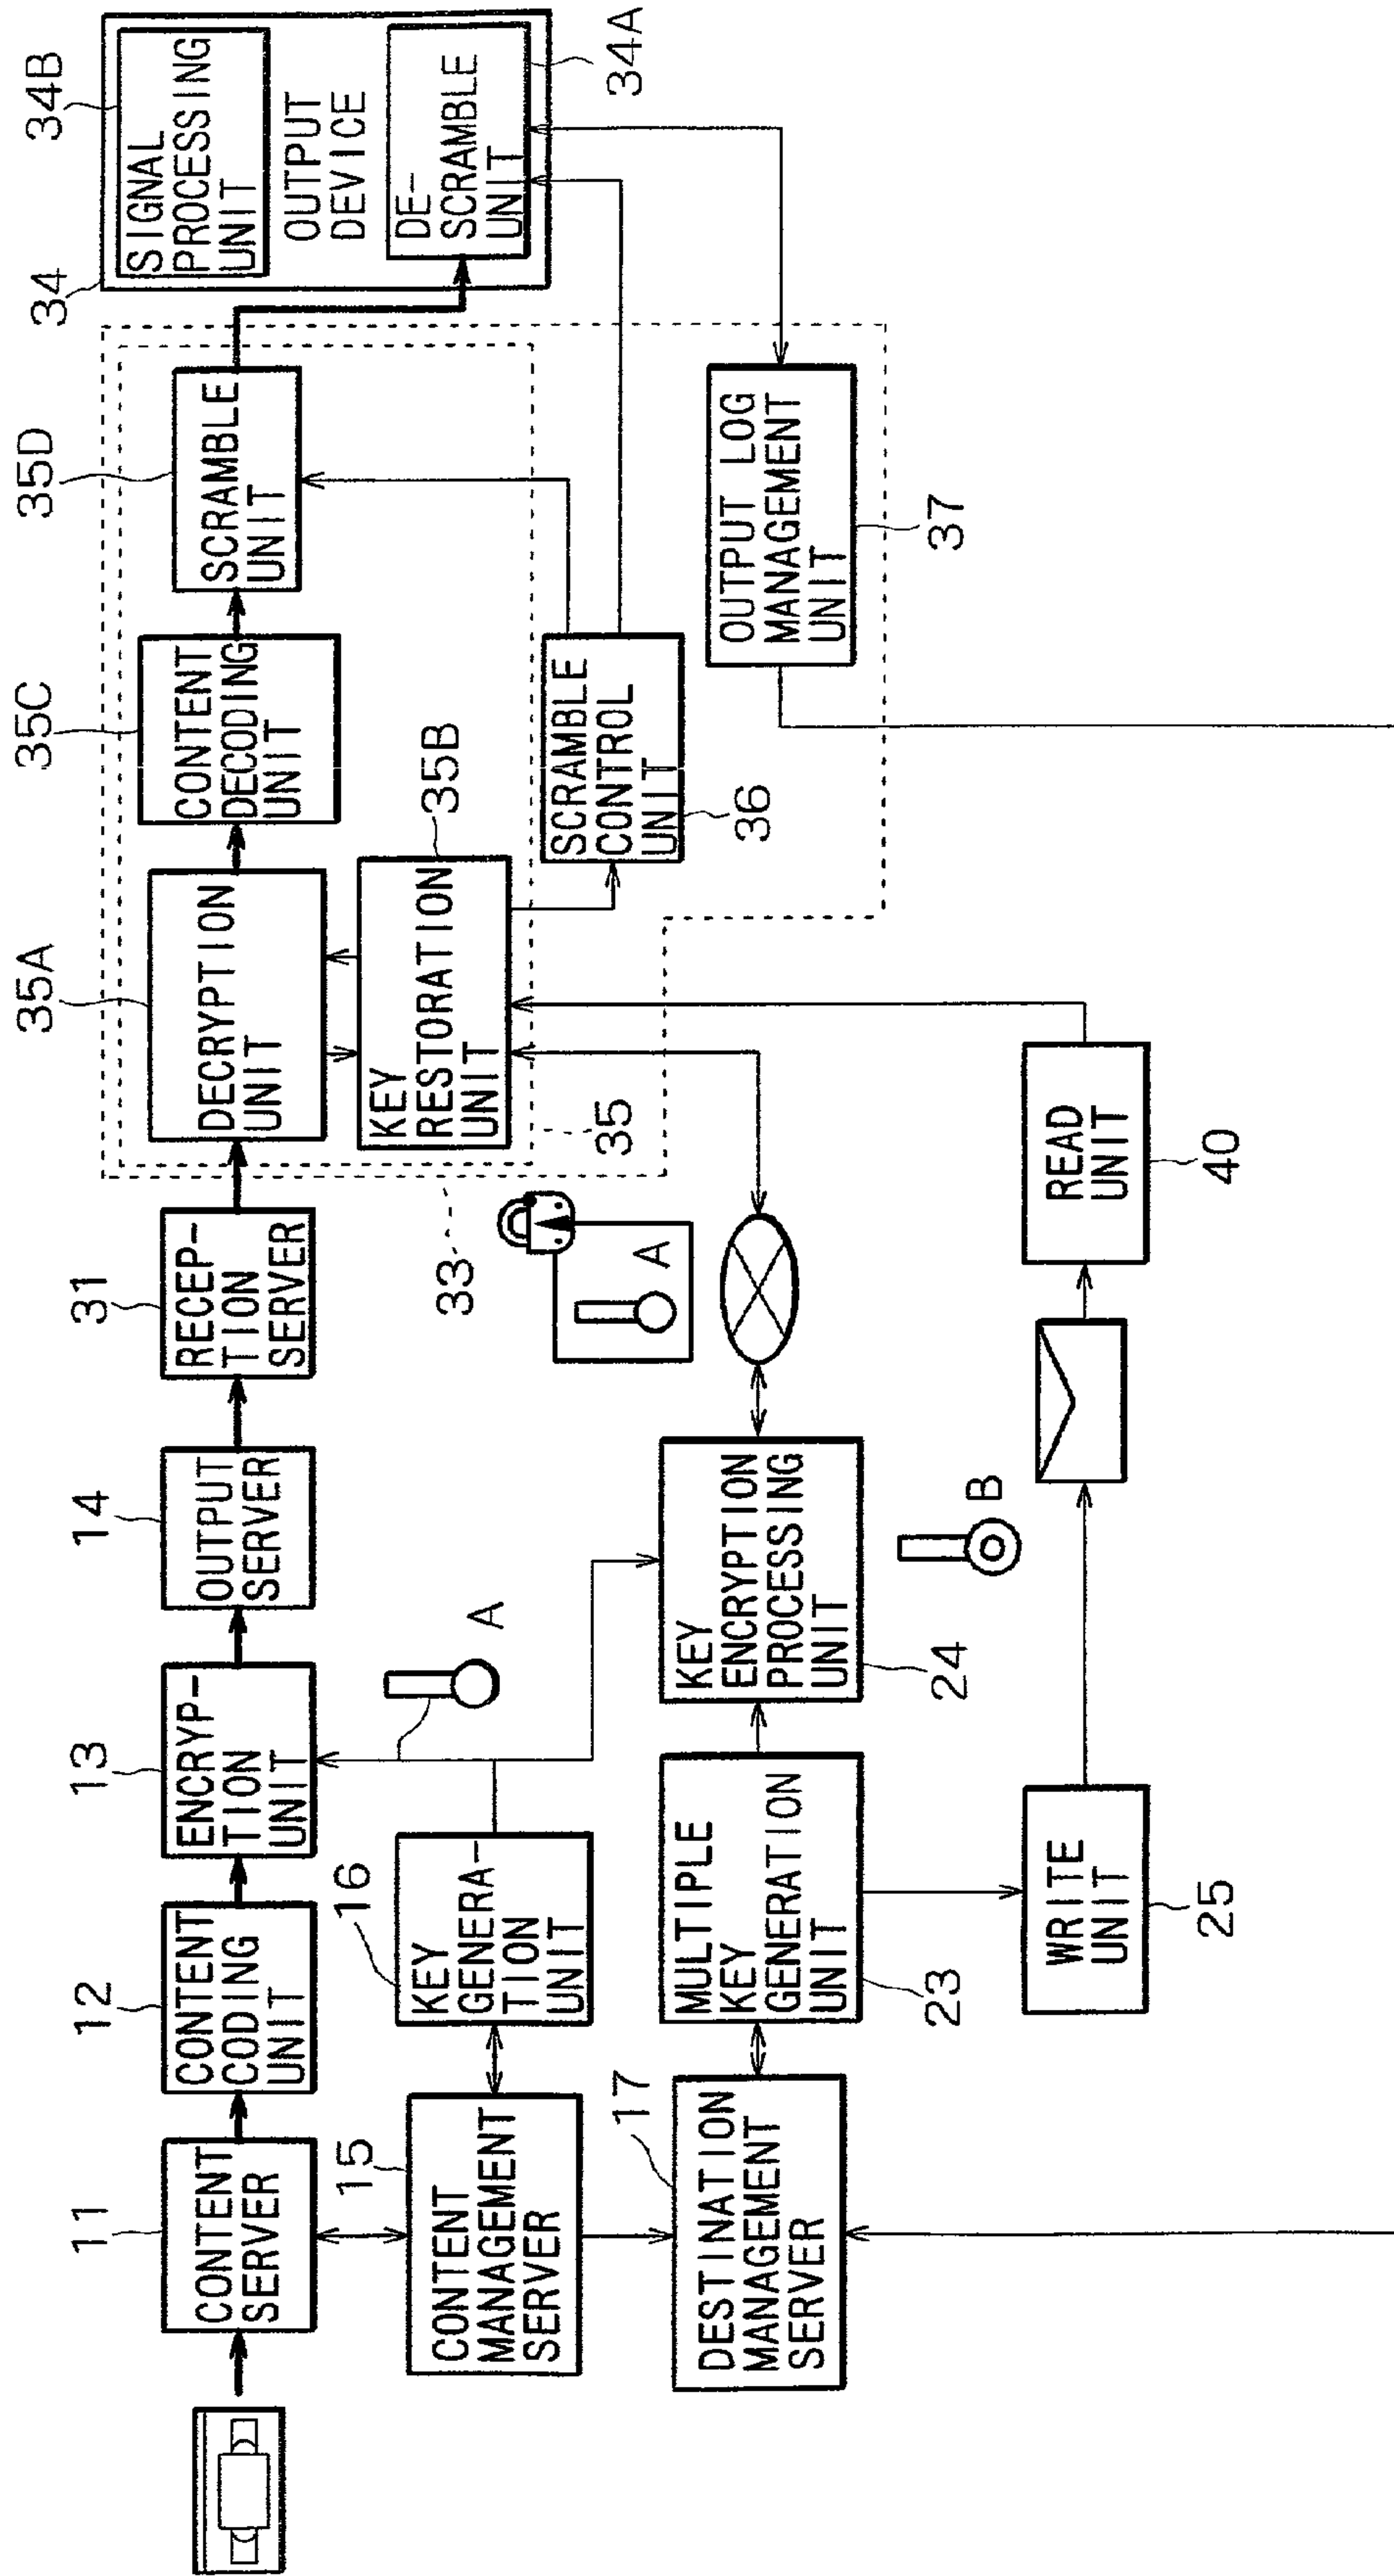 11
CONTENT
SERVER
12
CONTENT
CODING
UNIT
13
ENCRYP-
TION
UNIT
14
OUTPUT
SERVER
31
RECEP-
TION
SERVER
35A
DECRYPTION
UNIT
35C
CONTENT
DECODING
UNIT
35D
SCRAMBLE
UNIT
34
34B
SIGNAL
PROCESSING
UNIT
OUTPUT
DEVICE
DE-
SCRAMBLE
UNIT
34A
15
CONTENT
MANAGEMENT
SERVER
16
KEY
GENERA-
TION
UNIT
A
33
A
35
KEY
RESTORATION
UNIT
35B
SCRAMBLE
CONTROL
UNIT
36
OUTPUT LOG
MANAGEMENT
UNIT
37
17
DESTINATION
MANAGEMENT
SERVER
MULTIPLE
KEY
GENERATION
UNIT
23
KEY
ENCRYPTION
PROCESSING
UNIT
24
B
WRITE
UNIT
25
READ
UNIT
40